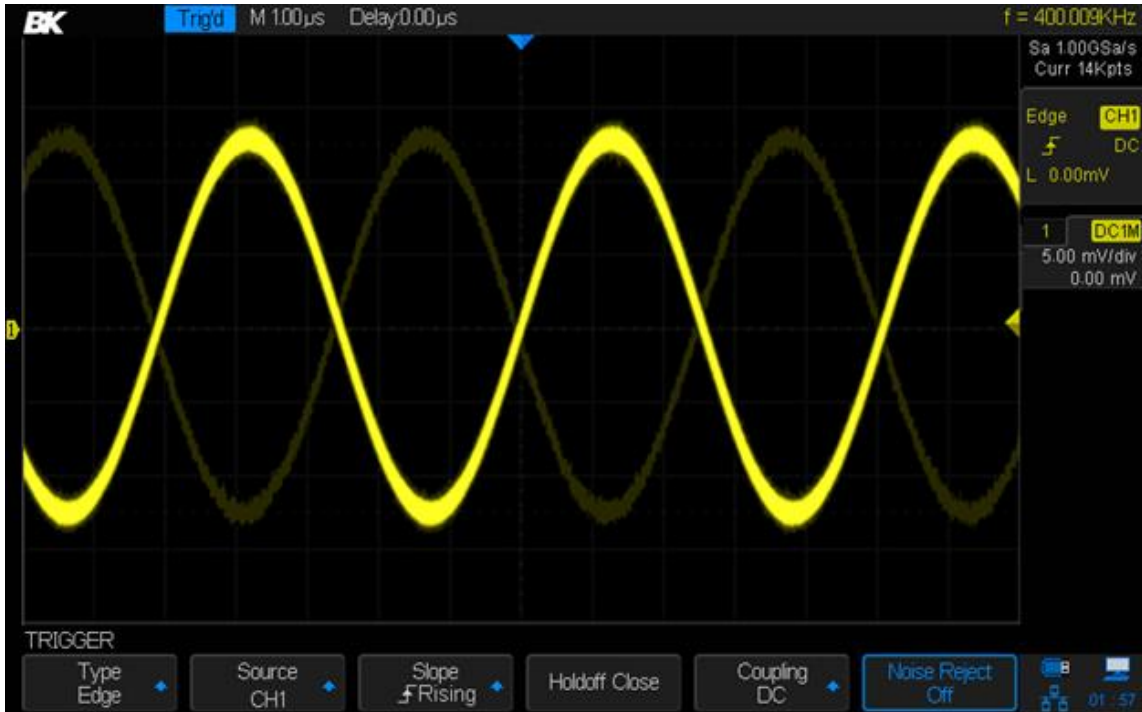 BK Trig'd M 1.00μs Delay:0.00μs f = 400.009KHz
Sa 1.00GSa/s
Curr 14Kpts
Edge CH1
DC
L 0.00mV
1 DC1M
5.00 mV/div
0.00 mV
1
TRIGGER
Type
Edge
Source
CH1
Slope
Rising
Holdoff Close
Coupling
DC
Noise Reject
Off
01 : 57